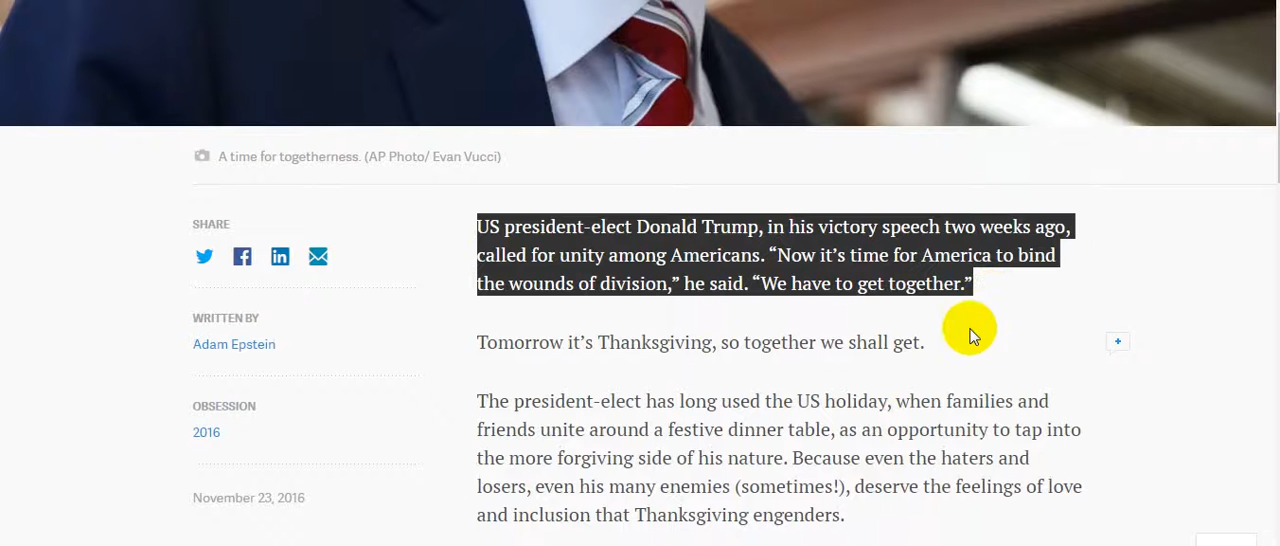 A time for togetherness. (AP Photo/ Evan Vucci)
SHARE
WRITTEN BY
Adam Epstein
OBSESSION
2016
November 23, 2016
US president-elect Donald Trump, in his victory speech two weeks ago,
called for unity among Americans. “Now it’s time for America to bind
the wounds of division,” he said. “We have to get together.”
Tomorrow it’s Thanksgiving, so together we shall get.
The president-elect has long used the US holiday, when families and
friends unite around a festive dinner table, as an opportunity to tap into
the more forgiving side of his nature. Because even the haters and
losers, even his many enemies (sometimes!), deserve the feelings of love
and inclusion that Thanksgiving engenders.